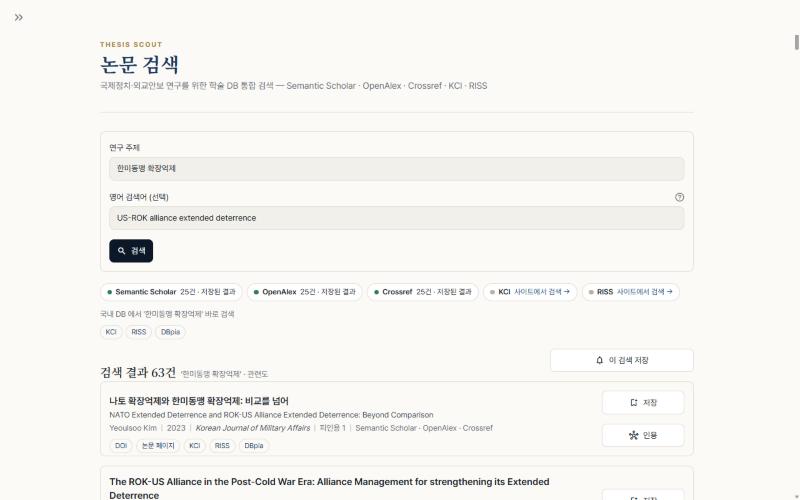 THESIS SCOUT
논문 검색
국제정치·외교안보 연구를 위한 학술 DB 통합 검색 — Semantic Scholar · OpenAlex · Crossref · KCI · RISS
연구 주제
한미동맹 확장억제
영어 검색어 (선택)
US-ROK alliance extended deterrence
검색
Semantic Scholar 25건 · 저장된 결과
OpenAlex 25건 · 저장된 결과
Crossref 25건 · 저장된 결과
KCI 사이트에서 검색 →
RISS 사이트에서 검색 →
국내 DB 에서 '한미동맹 확장억제' 바로 검색
KCI RISS DBpia
이 검색 저장
검색 결과 63건 '한미동맹 확장억제' · 관련도
나토 확장억제와 한미동맹 확장억제: 비교를 넘어
NATO Extended Deterrence and ROK-US Alliance Extended Deterrence: Beyond Comparison
Yeoulsoo Kim | 2023 | Korean Journal of Military Affairs | 피인용 1 | Semantic Scholar · OpenAlex · Crossref
DOI 논문 페이지 KCI RISS DBpia
저장
인용
The ROK-US Alliance in the Post-Cold War Era: Alliance Management for strengthening its Extended
Deterrence
저장